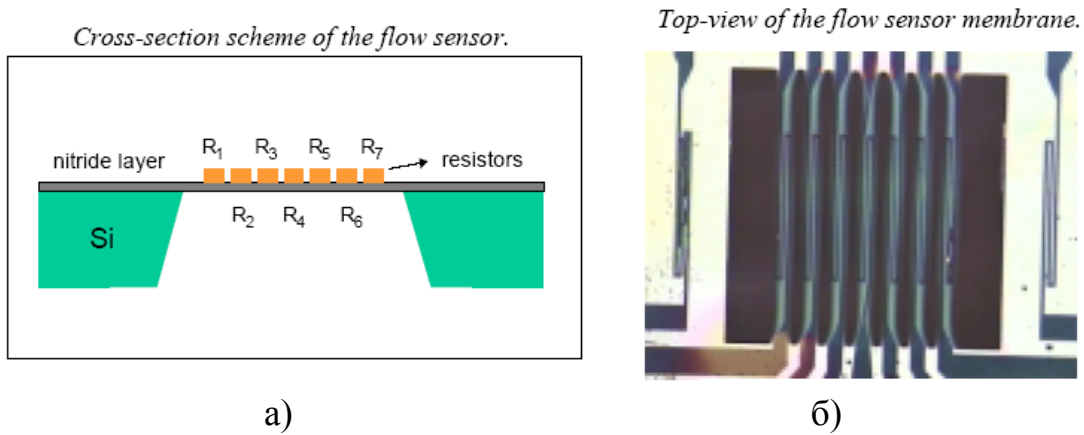 Cross-section scheme of the flow sensor.
Top-view of the flow sensor membrane.
nitride layer
R1 R3 R5 R7
resistors
R2 R4 R6
Si
а)
б)